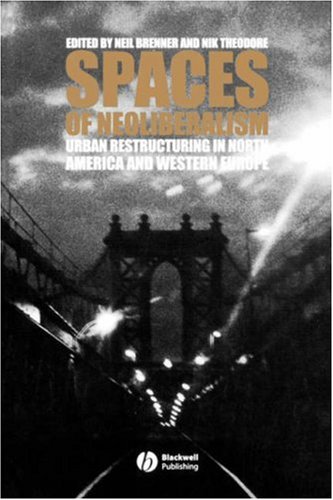 EDITED BY NEIL BRENNER AND NIK THEODORE
SPACES
OF NEOLIBERALISM
URBAN RESTRUCTURING IN NORTH
AMERICA AND WESTERN EUROPE
Blackwell
Publishing